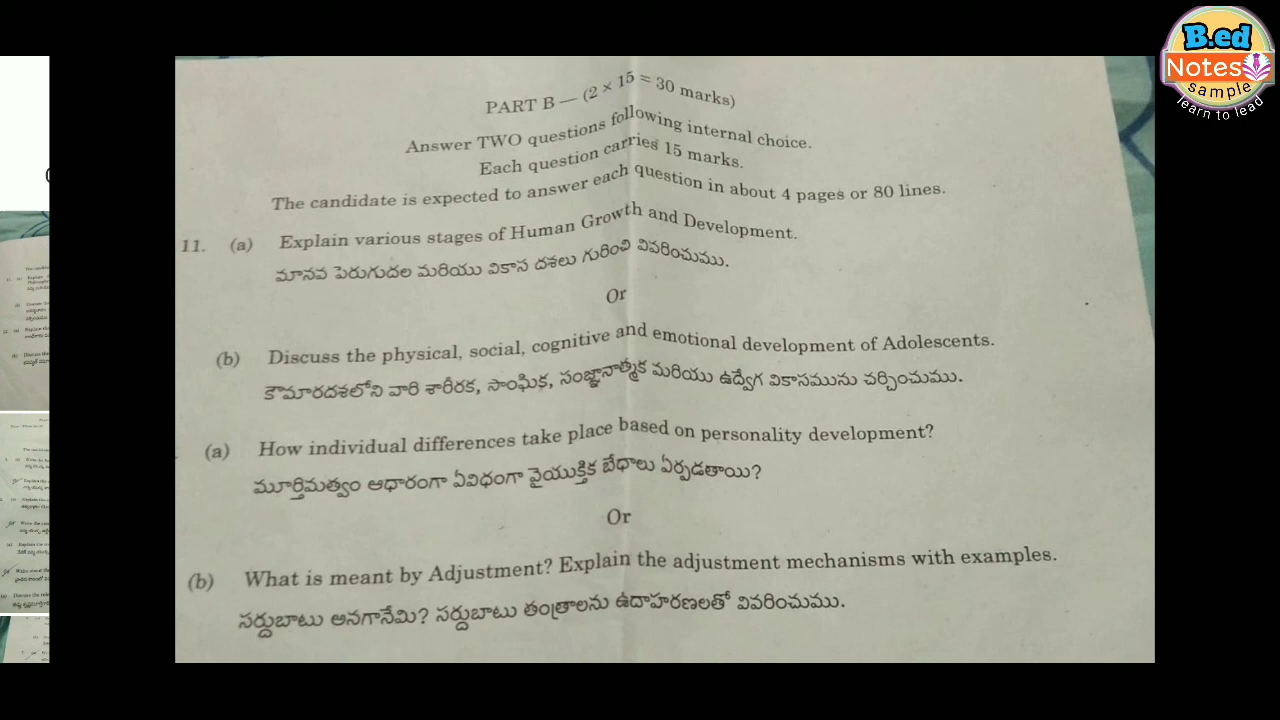 B.ed
Notes
sample
learn to lead
PART B — (2 × 15 = 30 marks)
Answer TWO questions following internal choice.
Each question carries 15 marks.
The candidate is expected to answer each question in about 4 pages or 80 lines.
11. (a) Explain various stages of Human Growth and Development.
మానవ పెరుగుదల మరియు వికాస దశలు గురించి వివరించుము.
Or
(b) Discuss the physical, social, cognitive and emotional development of Adolescents.
కౌమారదశలోని వారి శారీరక, సాంఘిక, సంజ్ఞానాత్మక మరియు ఉద్వేగ వికాసమును చర్చించుము.
(a) How individual differences take place based on personality development?
మూర్తిమత్వం ఆధారంగా ఏవిధంగా వైయుక్తిక బేధాలు ఏర్పడతాయి?
Or
(b) What is meant by Adjustment? Explain the adjustment mechanisms with examples.
సర్దుబాటు అనగానేమి? సర్దుబాటు తంత్రాలను ఉదాహరణలతో వివరించుము.